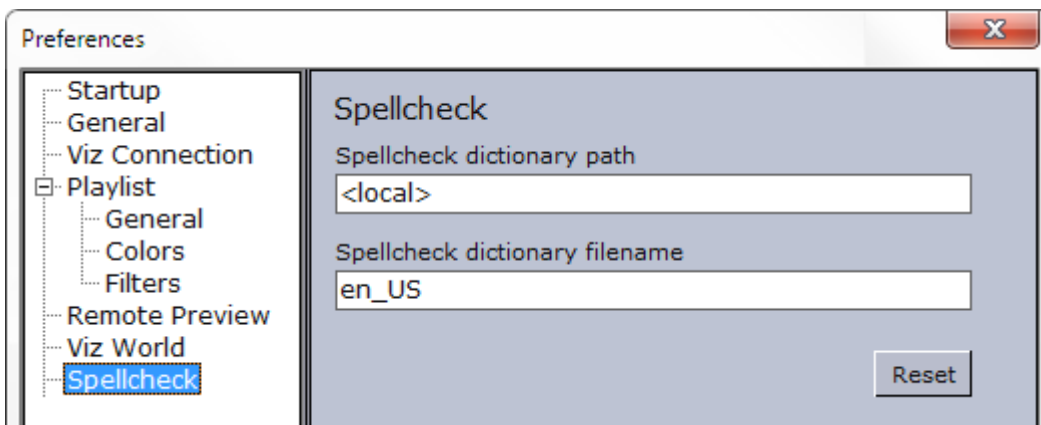 Preferences
Startup
General
Viz Connection
Playlist
General
Colors
Filters
Remote Preview
Viz World
Spellcheck
Spellcheck
Spellcheck dictionary path
<local>
Spellcheck dictionary filename
en_US
Reset